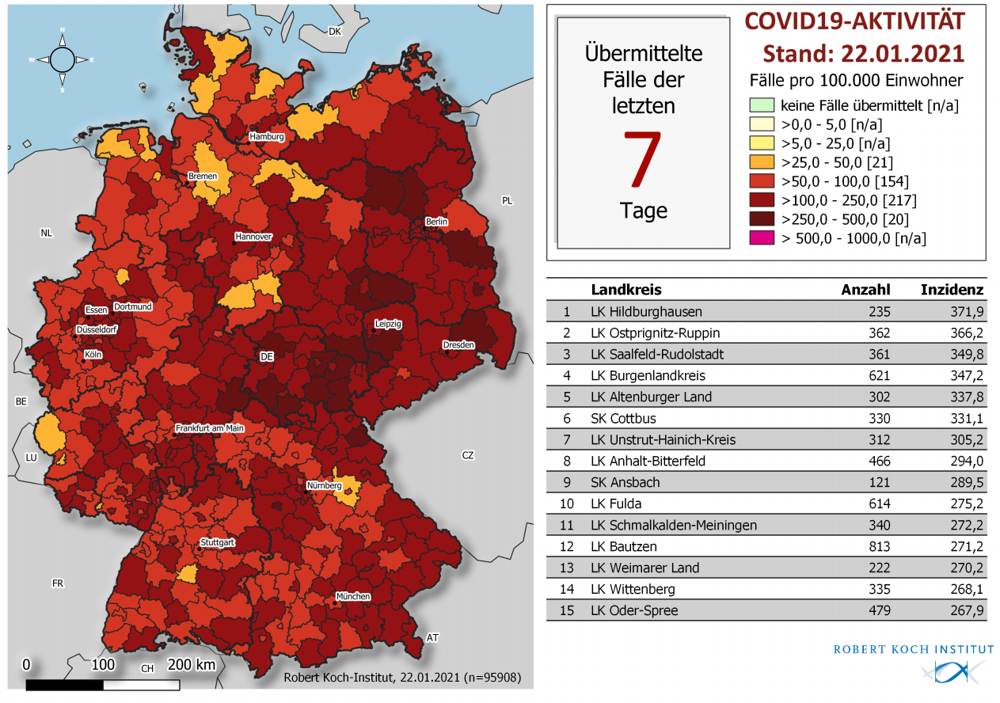 N
W
E
S
DK
Hamburg
Bremen
PL
Berlin
NL
Hannover
Essen
Dortmund
Düsseldorf
Leipzig
Köln
DE
Dresden
BE
Frankfurt am Main
LU
CZ
Nürnberg
Stuttgart
FR
München
AT
CH
0 100 200 km
Robert Koch-Institut, 22.01.2021 (n=95908)
Übermittelte
Fälle der
letzten
7
Tage
COVID19-AKTIVITÄT
Stand: 22.01.2021
Fälle pro 100.000 Einwohner
keine Fälle übermittelt [n/a]
>0,0 - 5,0 [n/a]
>5,0 - 25,0 [n/a]
>25,0 - 50,0 [21]
>50,0 - 100,0 [154]
>100,0 - 250,0 [217]
>250,0 - 500,0 [20]
> 500,0 - 1000,0 [n/a]
Landkreis Anzahl Inzidenz
1 LK Hildburghausen 235 371,9
2 LK Ostprignitz-Ruppin 362 366,2
3 LK Saalfeld-Rudolstadt 361 349,8
4 LK Burgenlandkreis 621 347,2
5 LK Altenburger Land 302 337,8
6 SK Cottbus 330 331,1
7 LK Unstrut-Hainich-Kreis 312 305,2
8 LK Anhalt-Bitterfeld 466 294,0
9 SK Ansbach 121 289,5
10 LK Fulda 614 275,2
11 LK Schmalkalden-Meiningen 340 272,2
12 LK Bautzen 813 271,2
13 LK Weimarer Land 222 270,2
14 LK Wittenberg 335 268,1
15 LK Oder-Spree 479 267,9
ROBERT KOCH INSTITUT